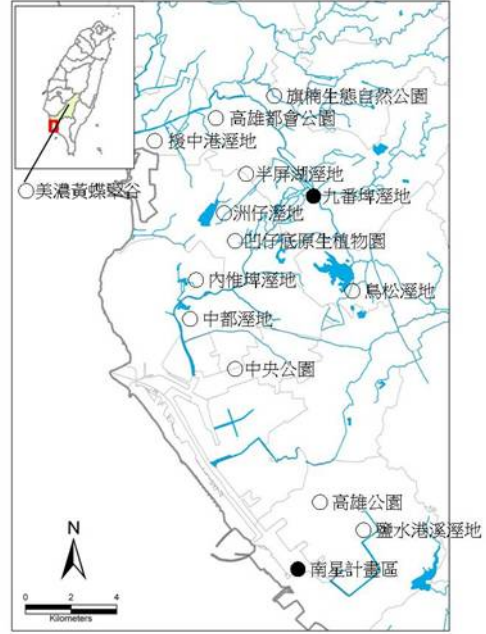 旗楠生態自然公園
高雄都會公園
援中港溼地
半屏湖溼地
美濃黃蝶翠谷
九番埤溼地
洲仔溼地
凹仔底原生植物園
內惟埤溼地
鳥松溼地
中都溼地
中央公園
高雄公園
鹽水港溪溼地
南星計畫區
N
0 2 4
Kilometers